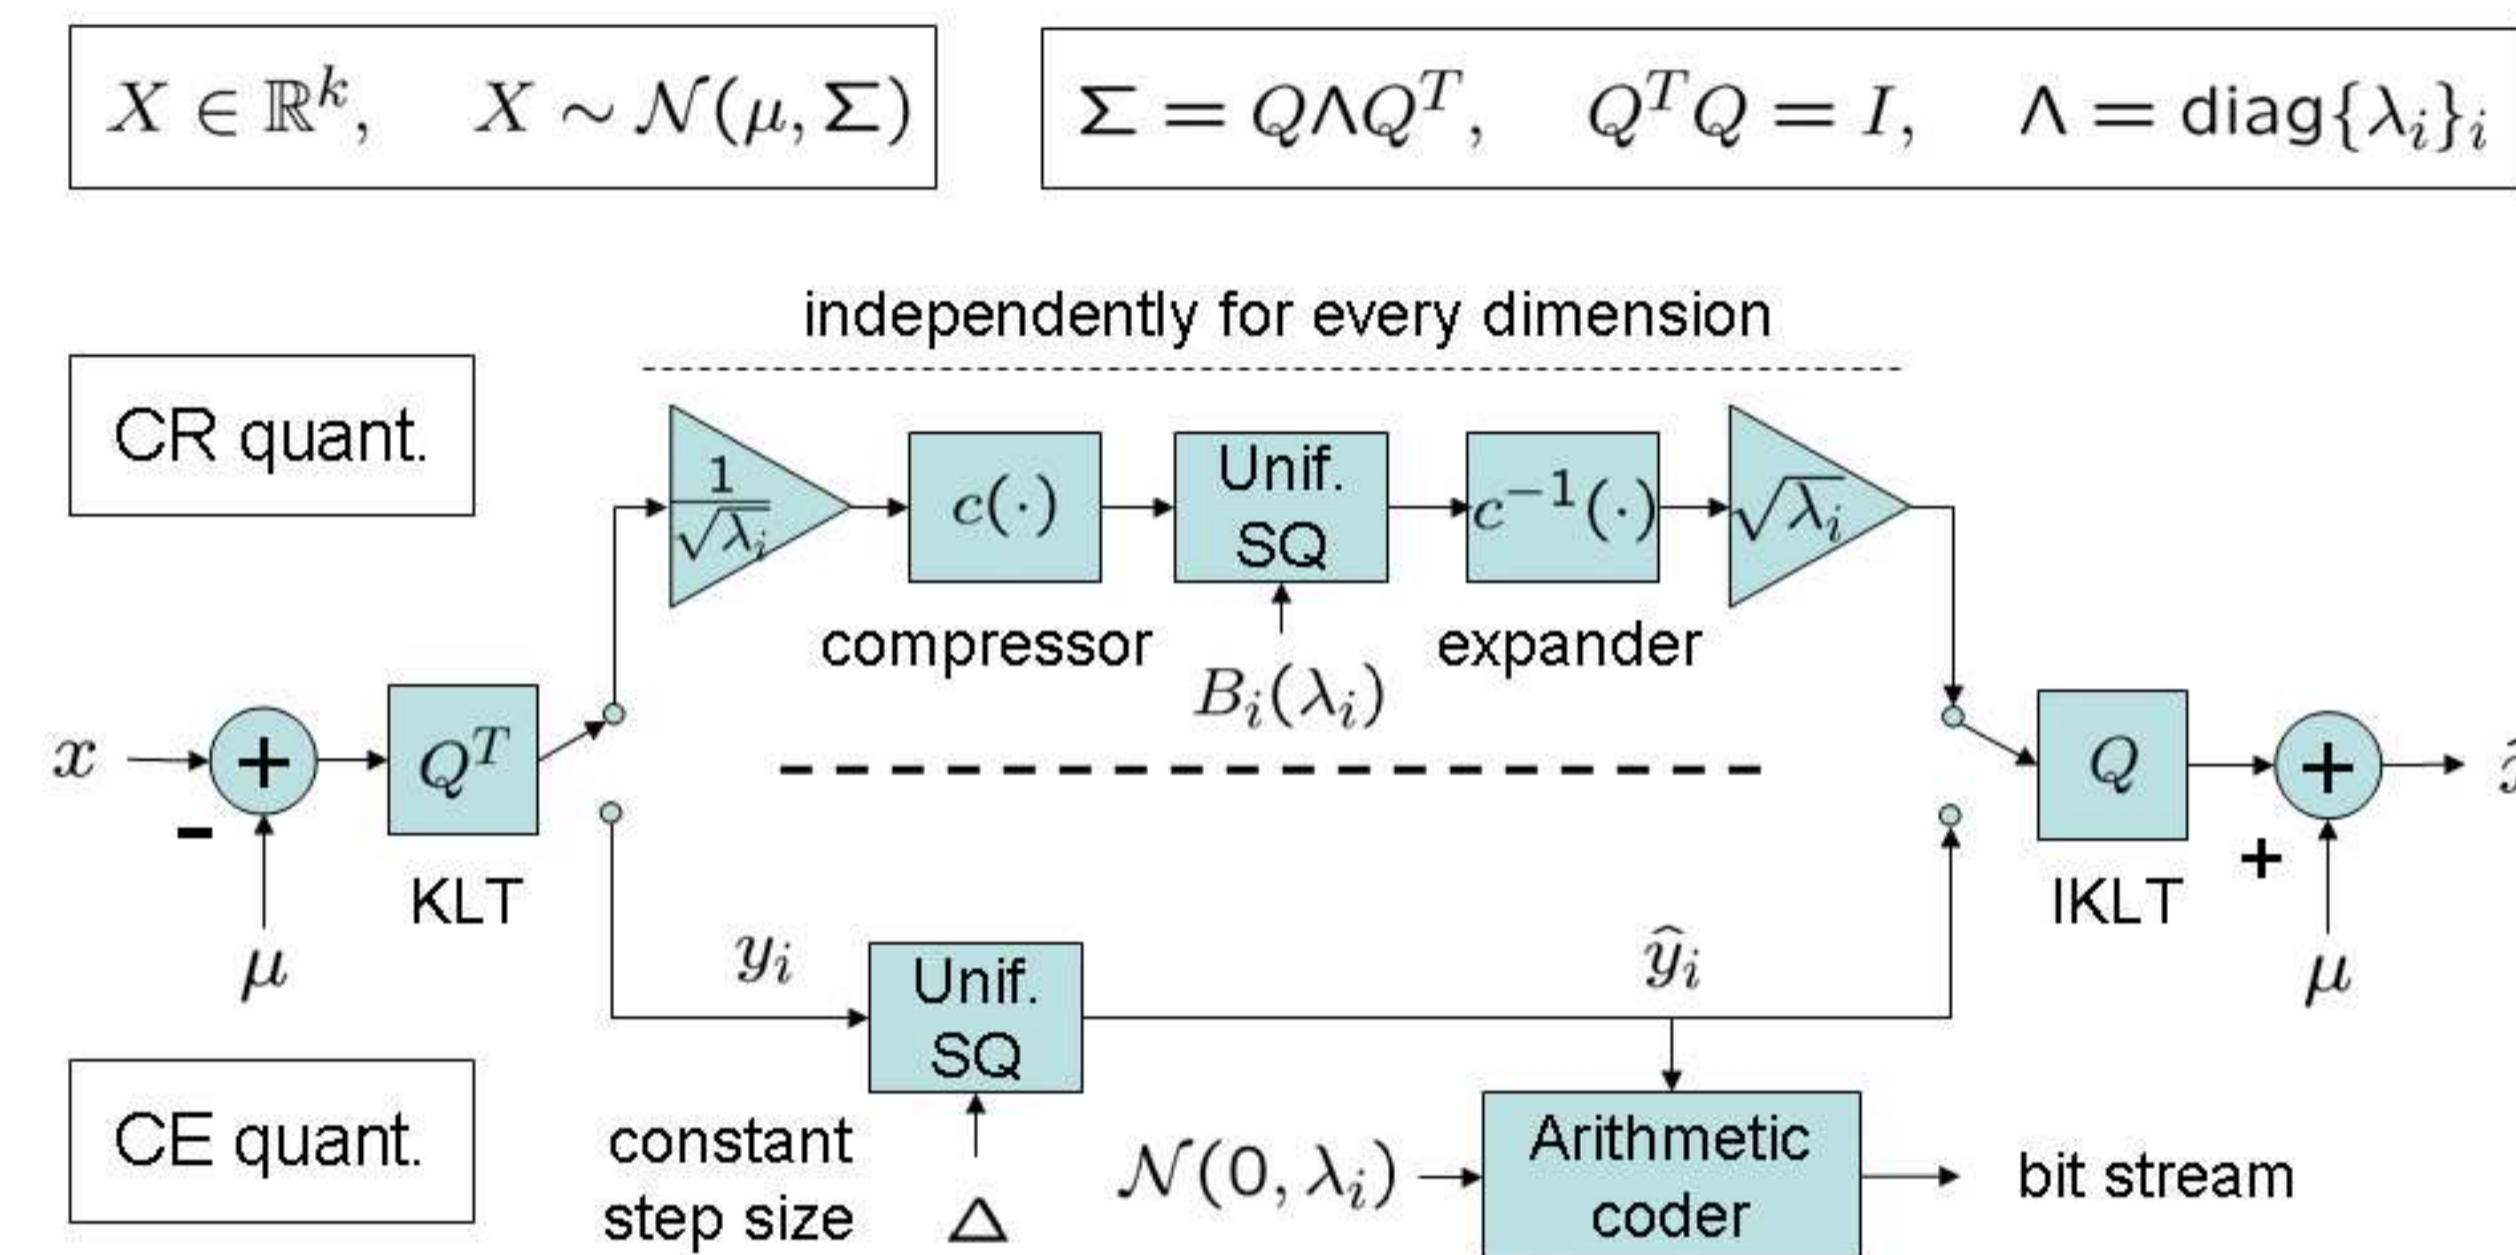 X ∈ ℝ^k, X ∼ 𝒩(μ, Σ)
Σ = QΛQ^T, Q^T Q = I, Λ = diag{λ_i}_i
independently for every dimension
CR quant.
1/√λ_i
c(·)
Unif.
SQ
c^{-1}(·)
√λ_i
compressor
expander
B_i(λ_i)
x
+
Q^T
Q
+
-
+
KLT
IKLT
μ
μ
y_i
ŷ_i
Unif.
SQ
CE quant.
constant
step size
Δ
𝒩(0, λ_i)
Arithmetic
coder
bit stream